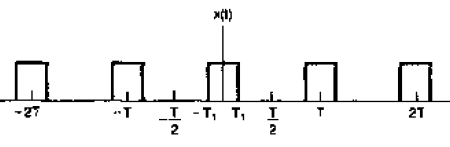 x(t)
-2T -T -T/2 -T₁ T₁ T/2 T 2T